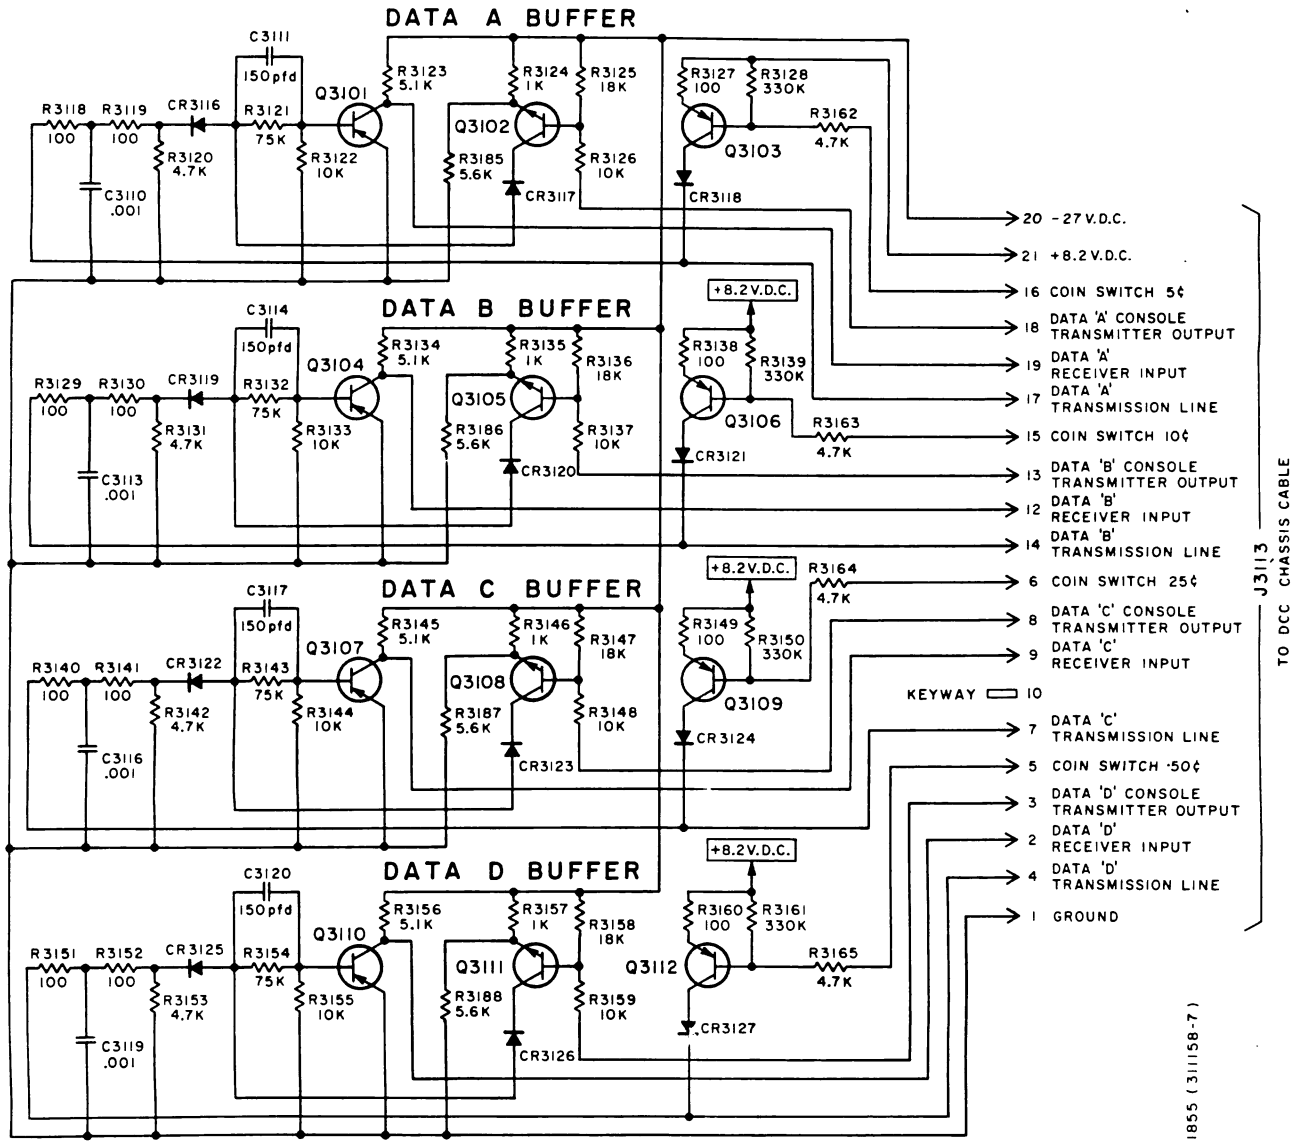 DATA A BUFFER
C3111
150pfd
R3123
5.1K
R3124
1K
R3125
18K
R3127
100
R3128
330K
R3118
100
R3119
100
CR3116
R3121
75K
Q3101
Q3102
Q3103
R3162
4.7K
R3120
4.7K
R3122
10K
R3185
5.6K
R3126
10K
C3110
.001
CR3117
CR3118
DATA B BUFFER
+8.2V.D.C.
C3114
150pfd
R3134
5.1K
R3135
1K
R3136
18K
R3138
100
R3139
330K
R3129
100
R3130
100
CR3119
R3132
75K
Q3104
Q3105
Q3106
R3163
4.7K
R3131
4.7K
R3133
10K
R3186
5.6K
R3137
10K
C3113
.001
CR3120
CR3121
DATA C BUFFER
+8.2V.D.C.
R3164
4.7K
C3117
150pfd
R3145
5.1K
R3146
1K
R3147
18K
R3149
100
R3150
330K
R3140
100
R3141
100
CR3122
R3143
75K
Q3107
Q3108
Q3109
R3142
4.7K
R3144
10K
R3187
5.6K
R3148
10K
C3116
.001
CR3123
CR3124
DATA D BUFFER
+8.2V.D.C.
C3120
150pfd
R3156
5.1K
R3157
1K
R3158
18K
R3160
100
R3161
330K
R3151
100
R3152
100
CR3125
R3154
75K
Q3110
Q3111
Q3112
R3165
4.7K
R3153
4.7K
R3155
10K
R3188
5.6K
R3159
10K
C3119
.001
CR3126
CR3127
20 -27V.D.C.
21 +8.2V.D.C.
16 COIN SWITCH 5¢
18 DATA 'A' CONSOLE
TRANSMITTER OUTPUT
19 DATA 'A'
RECEIVER INPUT
17 DATA 'A'
TRANSMISSION LINE
15 COIN SWITCH 10¢
13 DATA 'B' CONSOLE
TRANSMITTER OUTPUT
12 DATA 'B'
RECEIVER INPUT
14 DATA 'B'
TRANSMISSION LINE
6 COIN SWITCH 25¢
8 DATA 'C' CONSOLE
TRANSMITTER OUTPUT
9 DATA 'C'
RECEIVER INPUT
KEYWAY 10
7 DATA 'C'
TRANSMISSION LINE
5 COIN SWITCH 50¢
3 DATA 'D' CONSOLE
TRANSMITTER OUTPUT
2 DATA 'D'
RECEIVER INPUT
4 DATA 'D'
TRANSMISSION LINE
1 GROUND
J3113
TO DCC CHASSIS CABLE
1855 (311158-7)